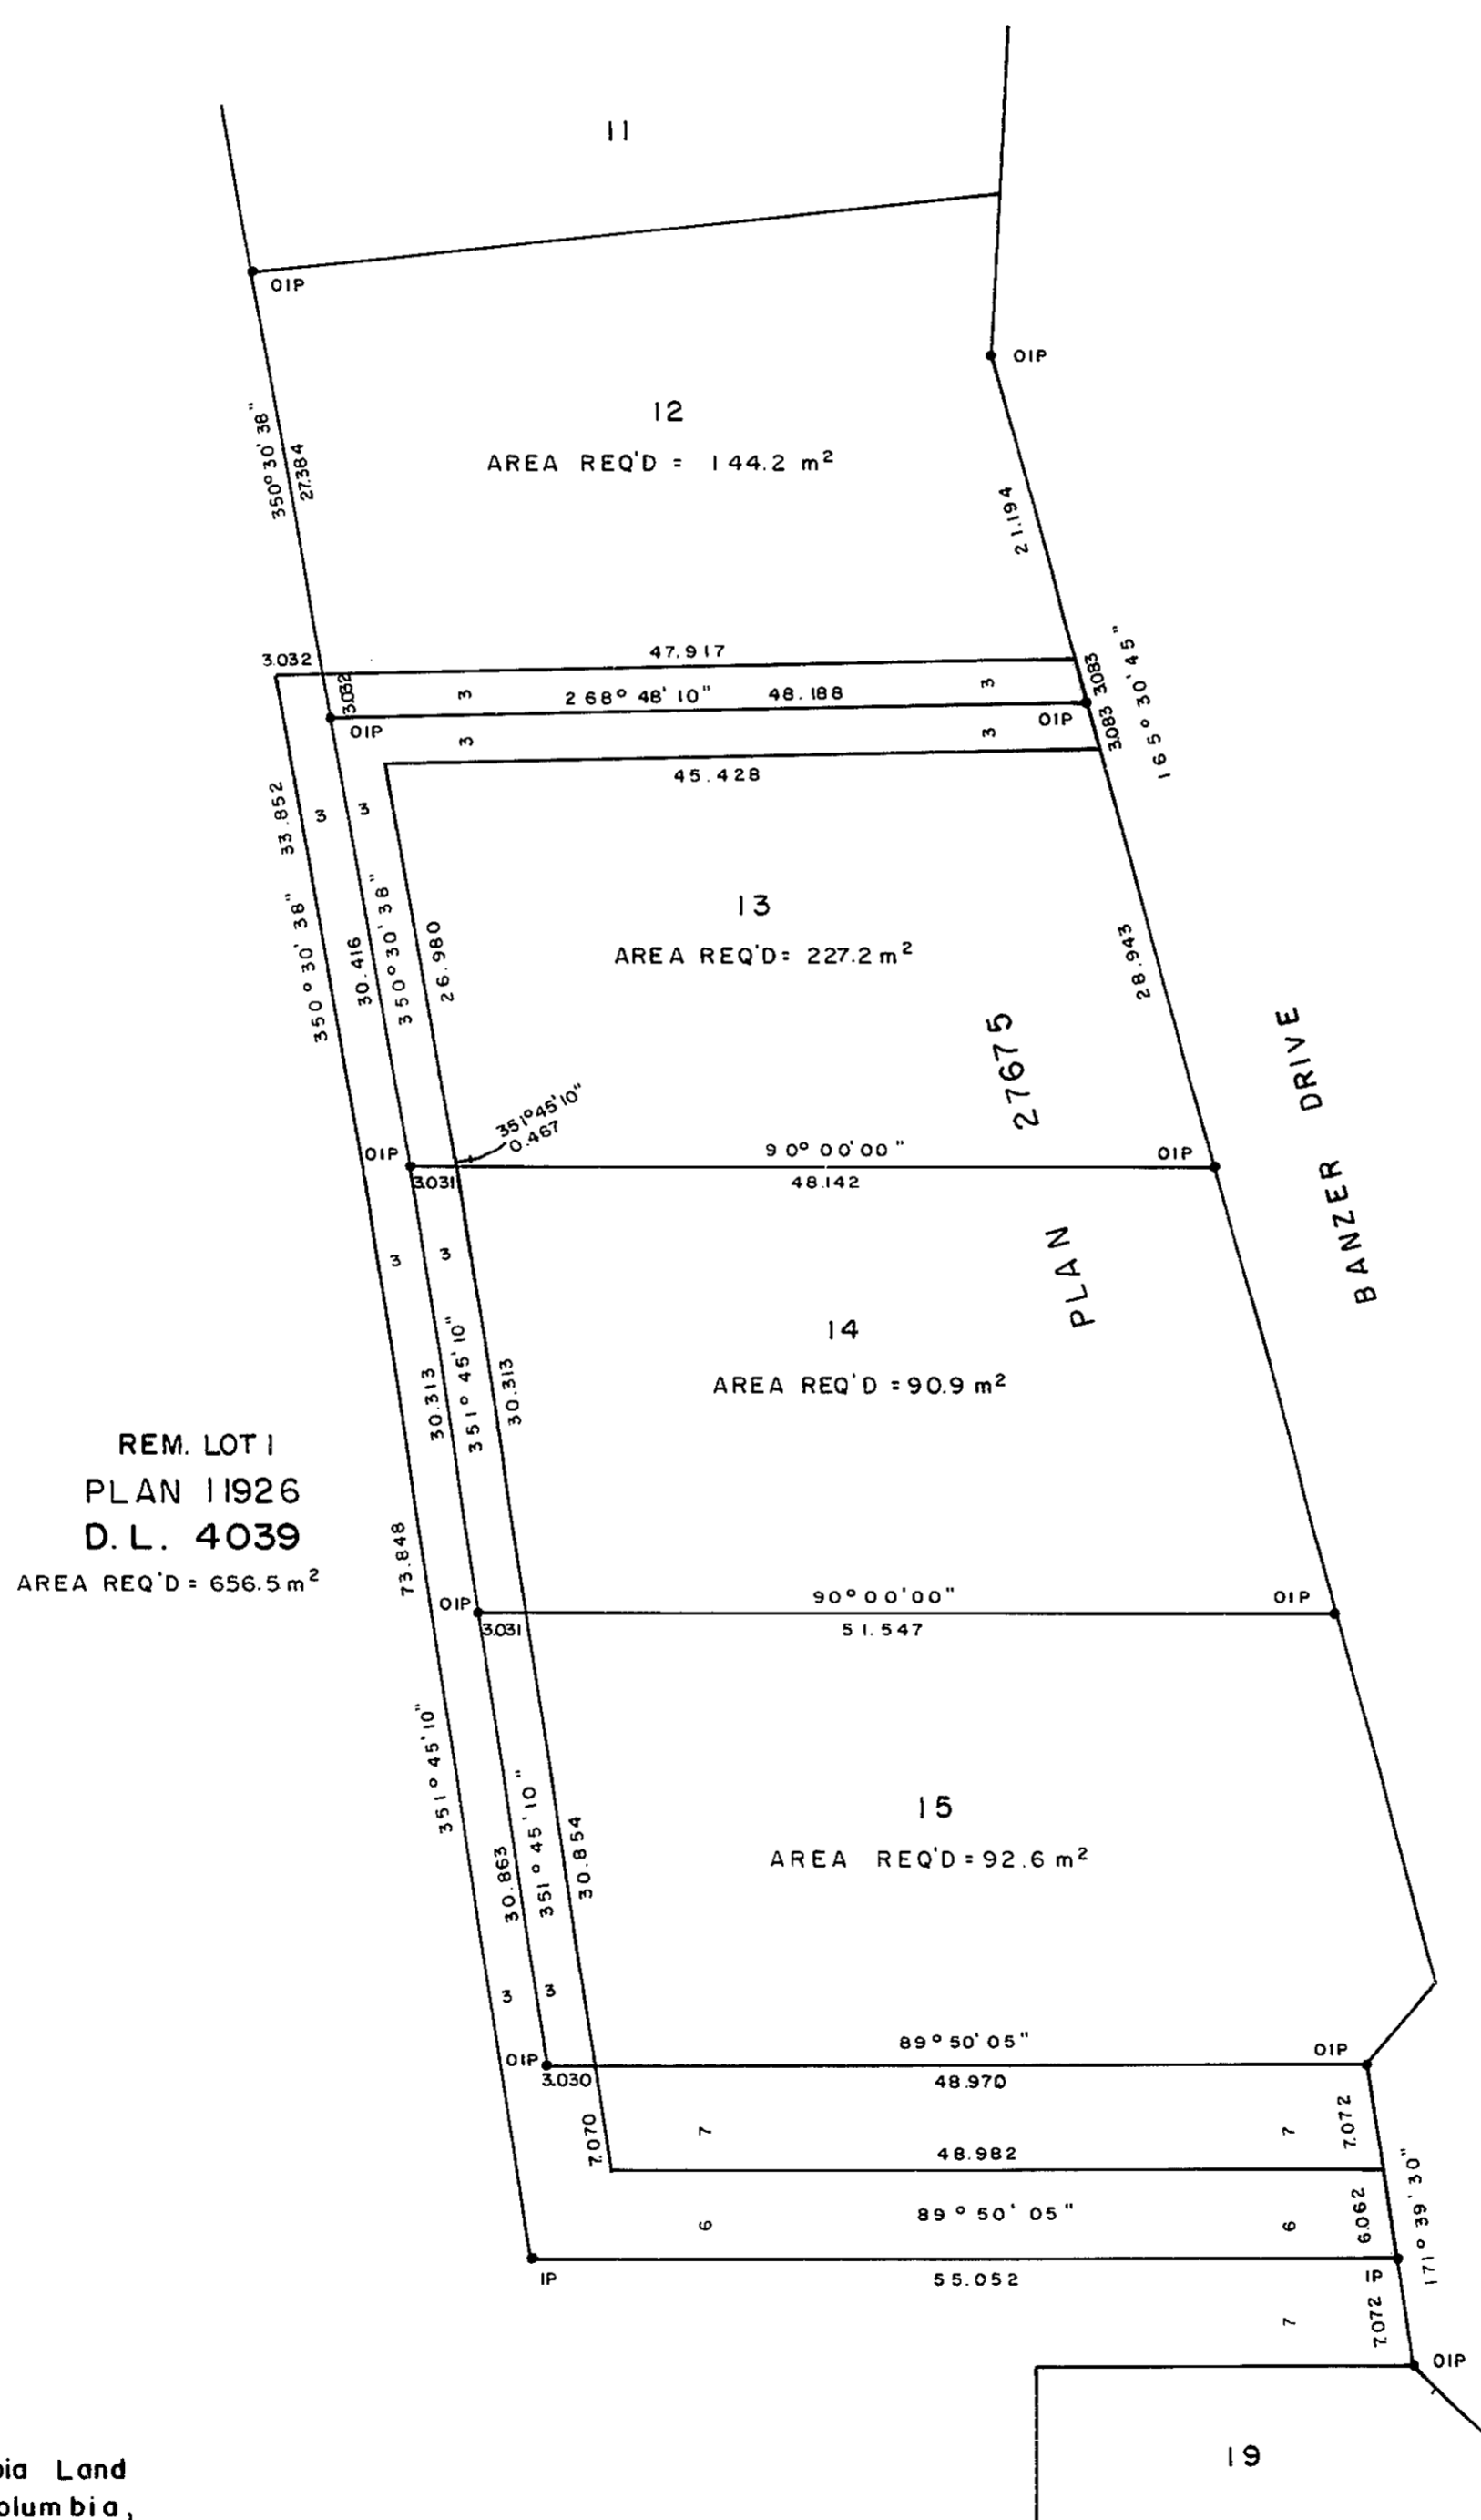 11
OIP
OIP
12
AREA REQ'D = 144.2 m²
350° 30' 38"
27.384
21.194
3.032
47.917
3.032
3
268° 48' 10"
48.188
3
3.083
165° 30' 45"
OIP
OIP
3.083
3
3
45.428
33.852
3
3
350° 30' 38"
30.416
350° 30' 38"
26.980
13
AREA REQ'D = 227.2 m²
28.943
PLAN 27675
BANZER DRIVE
351°45'10"
0.467
OIP
90° 00' 00"
OIP
3.031
48.142
3
3
14
AREA REQ'D = 90.9 m²
30.313
351° 45' 10"
30.313
REM. LOT 1
PLAN 11926
D.L. 4039
AREA REQ'D = 656.5 m²
73.848
OIP
90° 00' 00"
OIP
3.031
51.547
351° 45' 10"
15
AREA REQ'D = 92.6 m²
30.863
351° 45' 10"
30.854
3
3
OIP
89° 50' 05"
OIP
3.030
48.970
7.070
7
7
7.072
48.982
6
89° 50' 05"
6
6.062
171° 39' 30"
IP
55.052
IP
7
7.072
OIP
19
bia Land
olumbia,